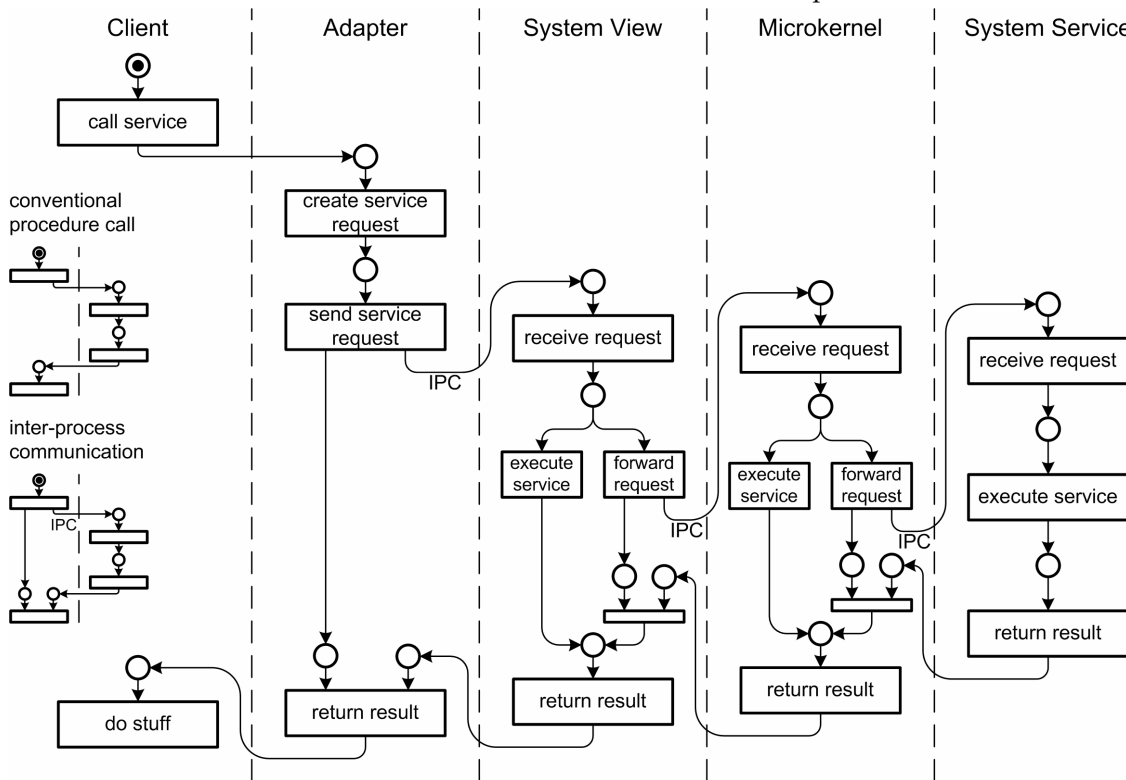 Client
Adapter
System View
Microkernel
System Service
call service
conventional
procedure call
inter-process
communication
IPC
do stuff
create service
request
send service
request
IPC
return result
receive request
execute
service
forward
request
IPC
return result
receive request
execute
service
forward
request
IPC
return result
receive request
execute service
return result